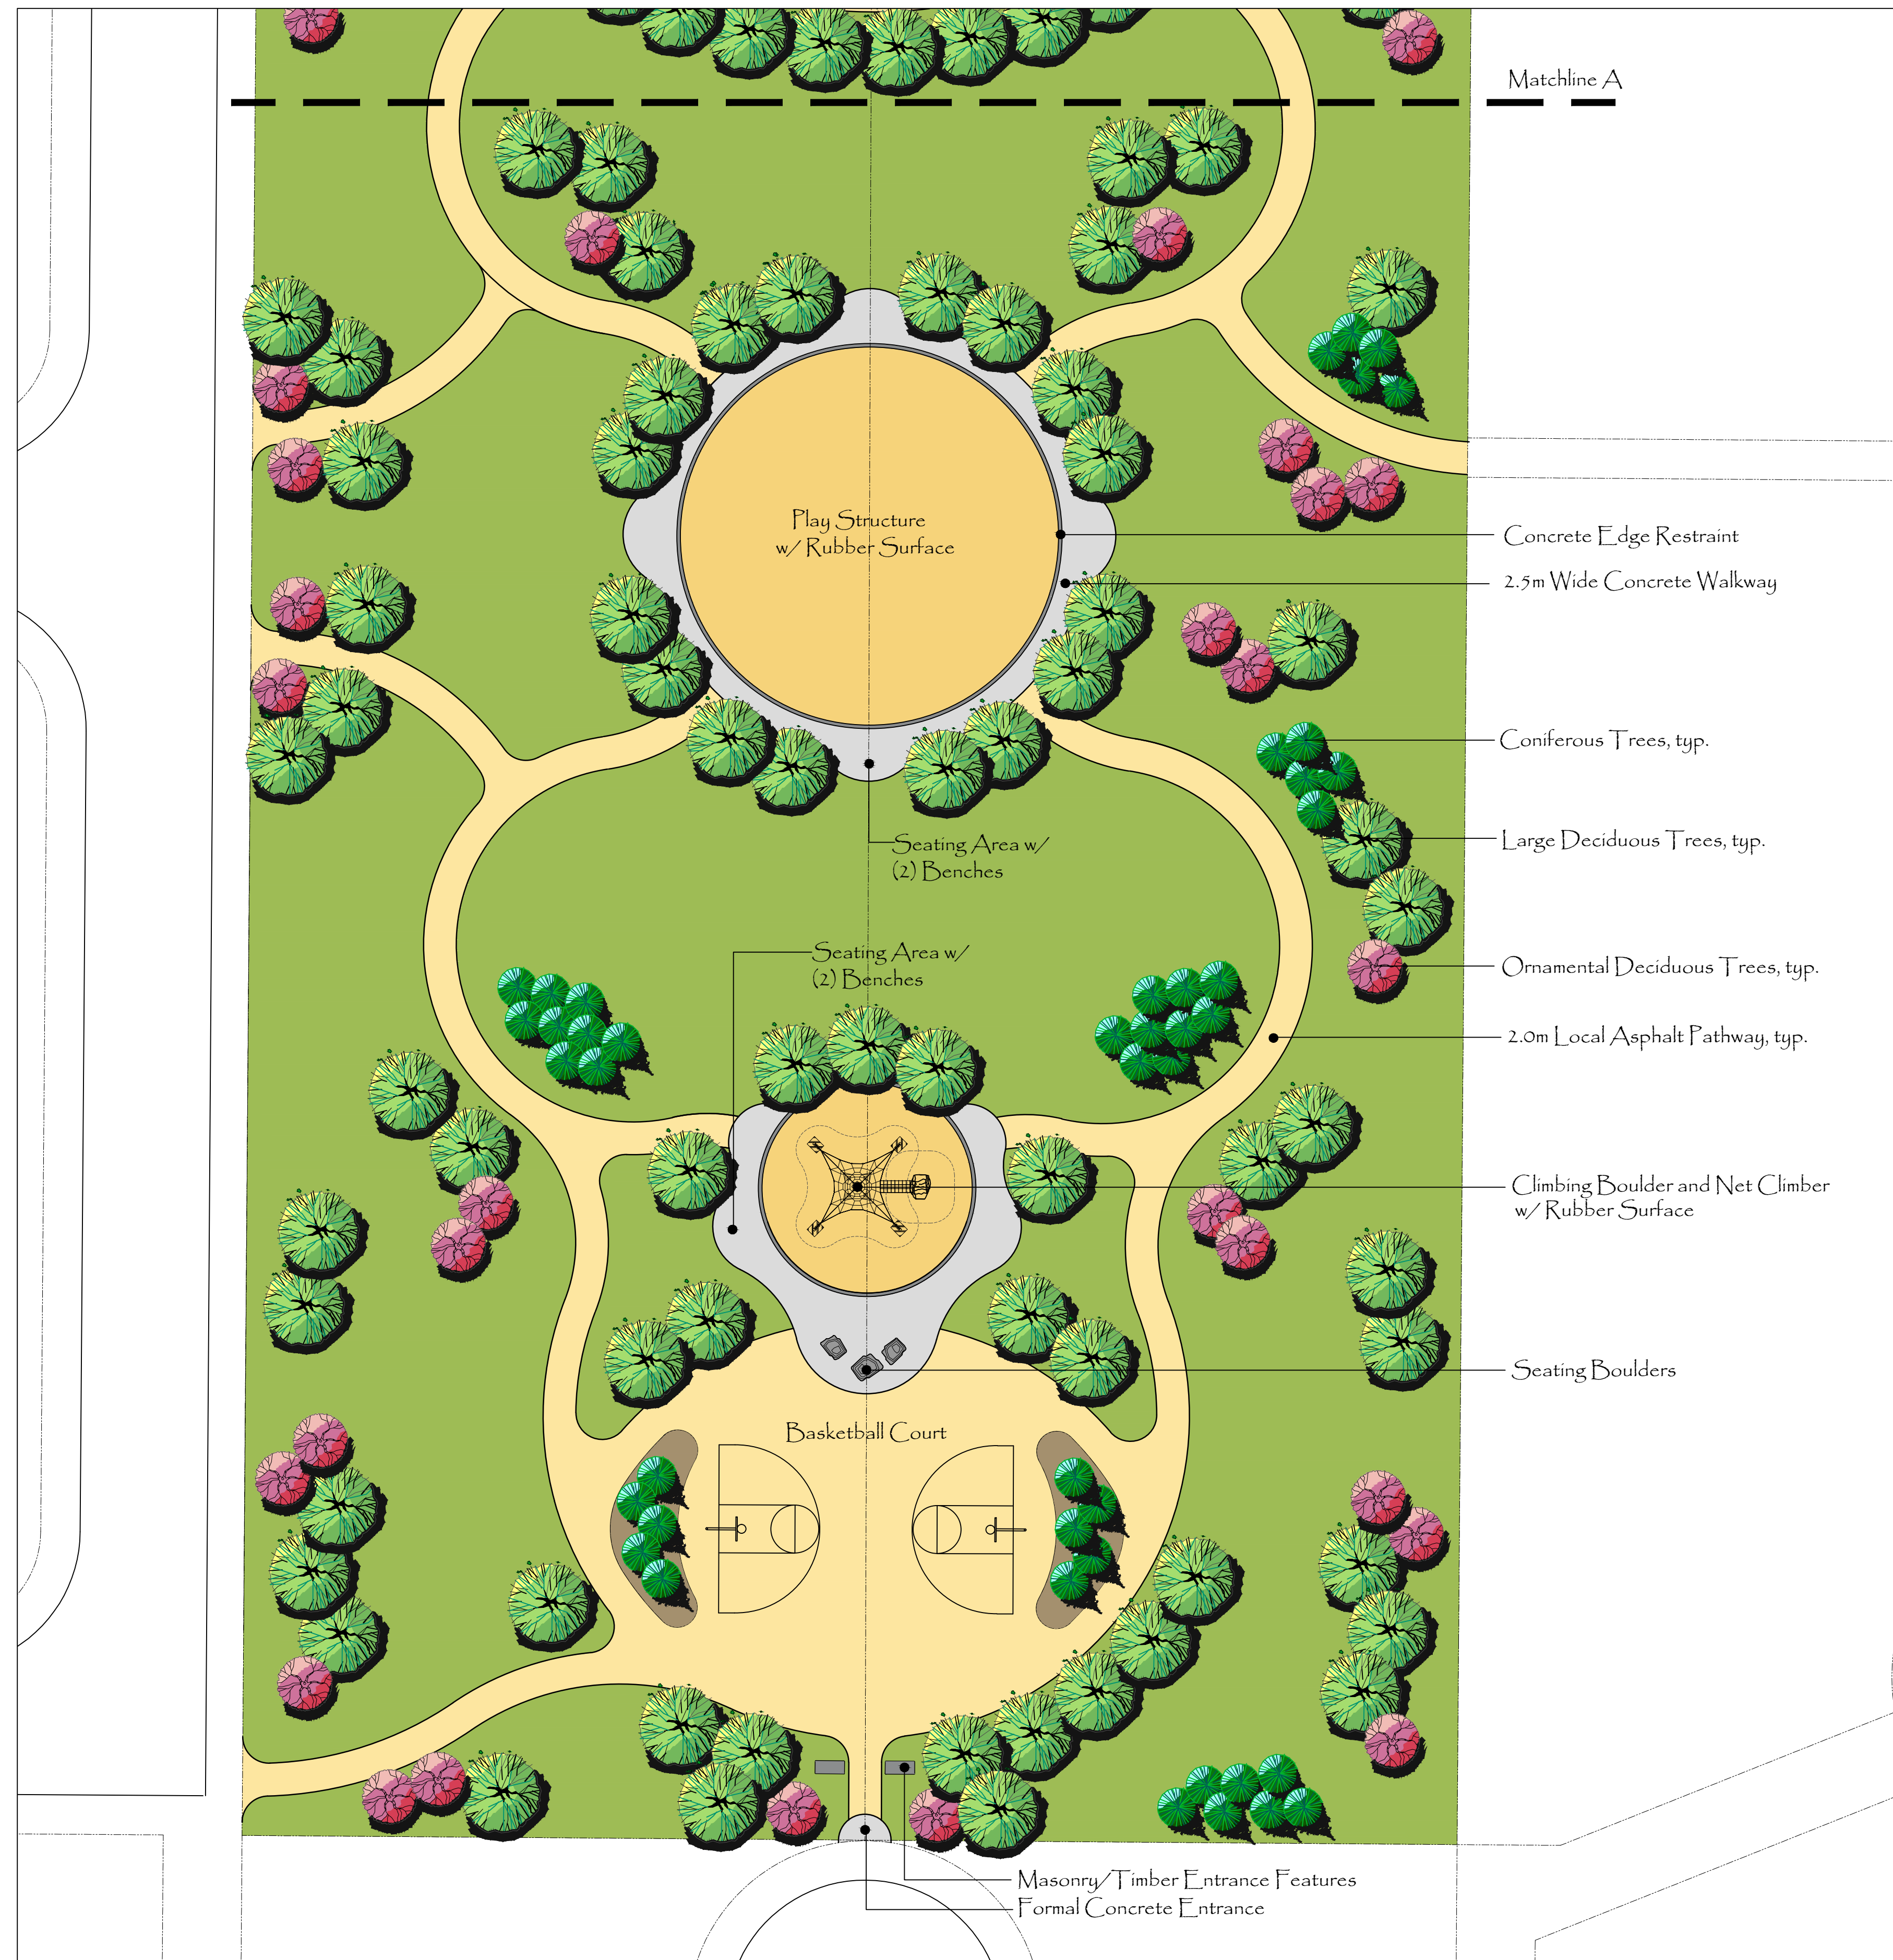 Matchline A
Play Structure
w/ Rubber Surface
Concrete Edge Restraint
2.5m Wide Concrete Walkway
Coniferous Trees, typ.
Large Deciduous Trees, typ.
Seating Area w/
(2) Benches
Seating Area w/
(2) Benches
Ornamental Deciduous Trees, typ.
2.0m Local Asphalt Pathway, typ.
Climbing Boulder and Net Climber
w/ Rubber Surface
Seating Boulders
Basketball Court
Masonry/Timber Entrance Features
Formal Concrete Entrance